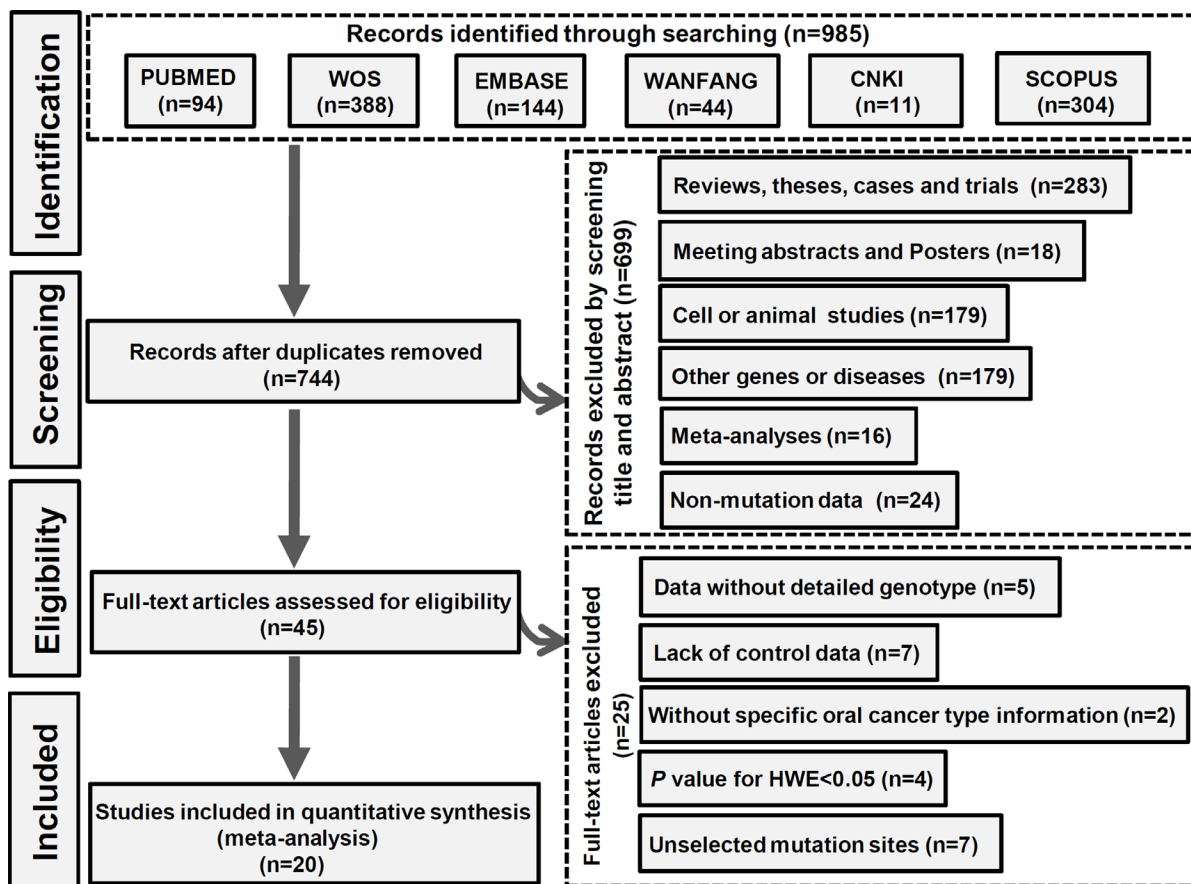 Identification
Records identified through searching (n=985)
PUBMED
(n=94)
WOS
(n=388)
EMBASE
(n=144)
WANFANG
(n=44)
CNKI
(n=11)
SCOPUS
(n=304)
Screening
Records after duplicates removed
(n=744)
Records excluded by screening
title and abstract (n=699)
Reviews, theses, cases and trials (n=283)
Meeting abstracts and Posters (n=18)
Cell or animal studies (n=179)
Other genes or diseases (n=179)
Meta-analyses (n=16)
Non-mutation data (n=24)
Eligibility
Full-text articles assessed for eligibility
(n=45)
Full-text articles excluded
(n=25)
Data without detailed genotype (n=5)
Lack of control data (n=7)
Without specific oral cancer type information (n=2)
P value for HWE<0.05 (n=4)
Unselected mutation sites (n=7)
Included
Studies included in quantitative synthesis
(meta-analysis)
(n=20)